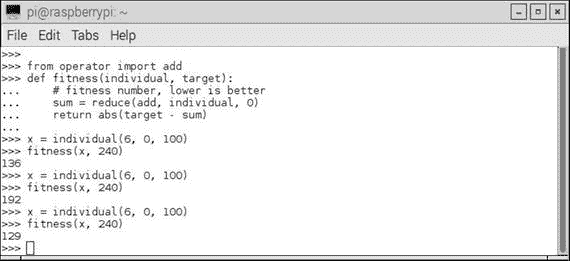 pi@raspberrypi: ~
File Edit Tabs Help
>>>
>>> from operator import add
>>> def fitness(individual, target):
...     # fitness number, lower is better
...     sum = reduce(add, individual, 0)
...     return abs(target - sum)
...
>>> x = individual(6, 0, 100)
>>> fitness(x, 240)
136
>>> x = individual(6, 0, 100)
>>> fitness(x, 240)
192
>>> x = individual(6, 0, 100)
>>> fitness(x, 240)
129
>>>